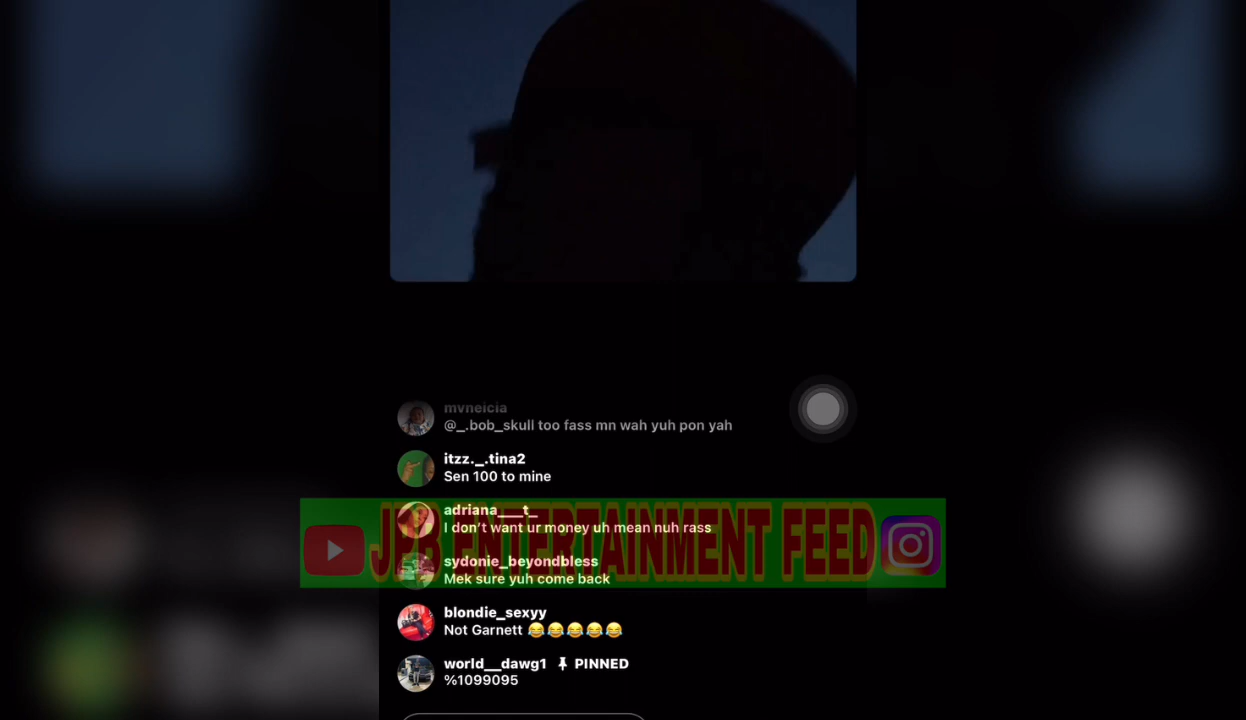 mvneicia
@_.bob_skull too fass mn wah yuh pon yah
itzz._.tina2
Sen 100 to mine
adriana___t_
I don't want ur money uh mean nuh rass
JPB ENTERTAINMENT FEED
sydonie_beyondbless
Mek sure yuh come back
blondie_sexyy
Not Garnett 😂😂😂😂😂
world__dawg1 PINNED
%1099095